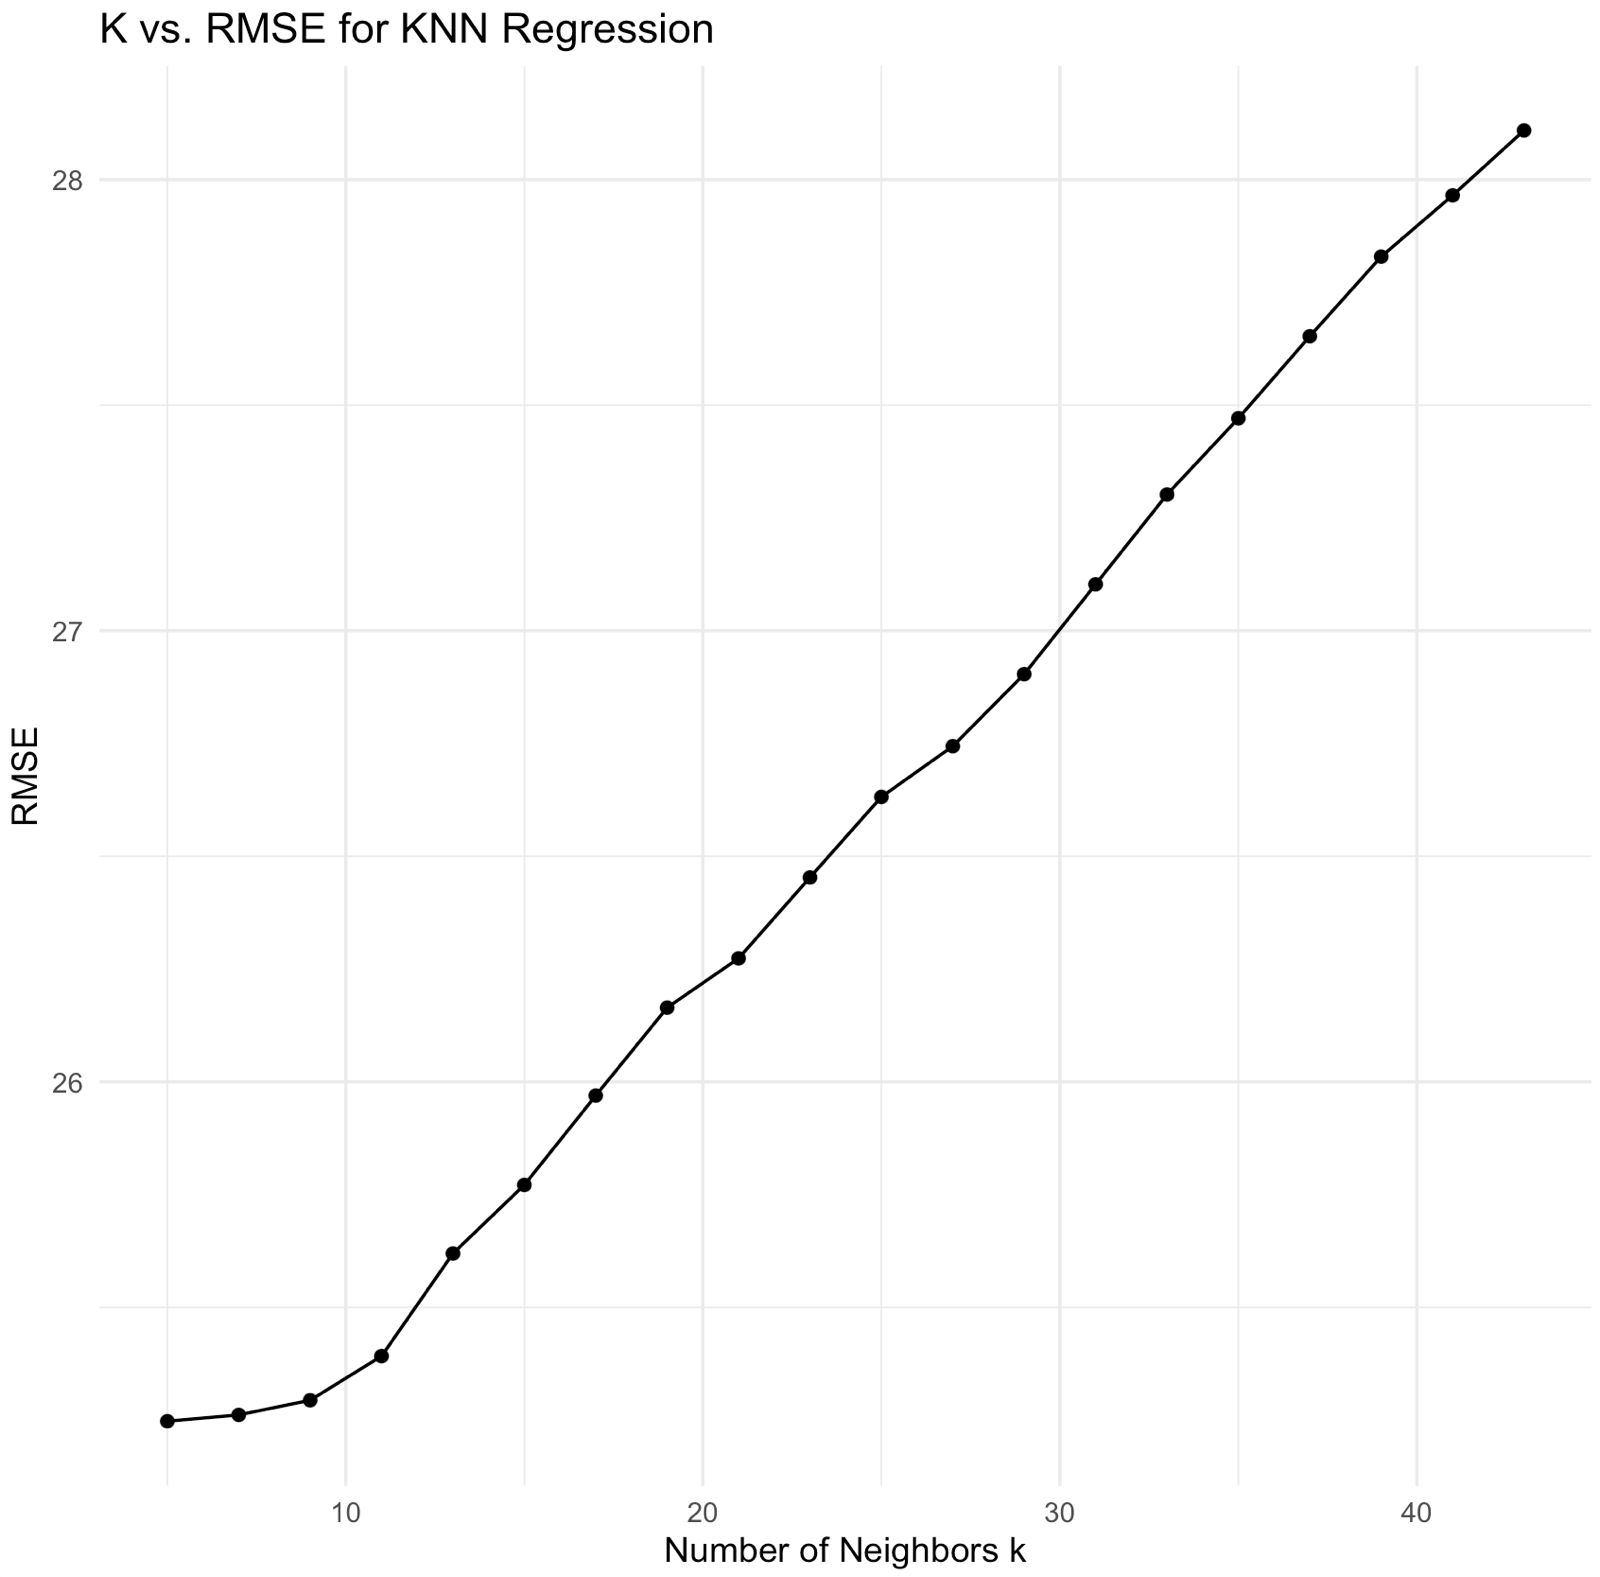 K vs. RMSE for KNN Regression
28
27
26
RMSE
10 20 30 40
Number of Neighbors k